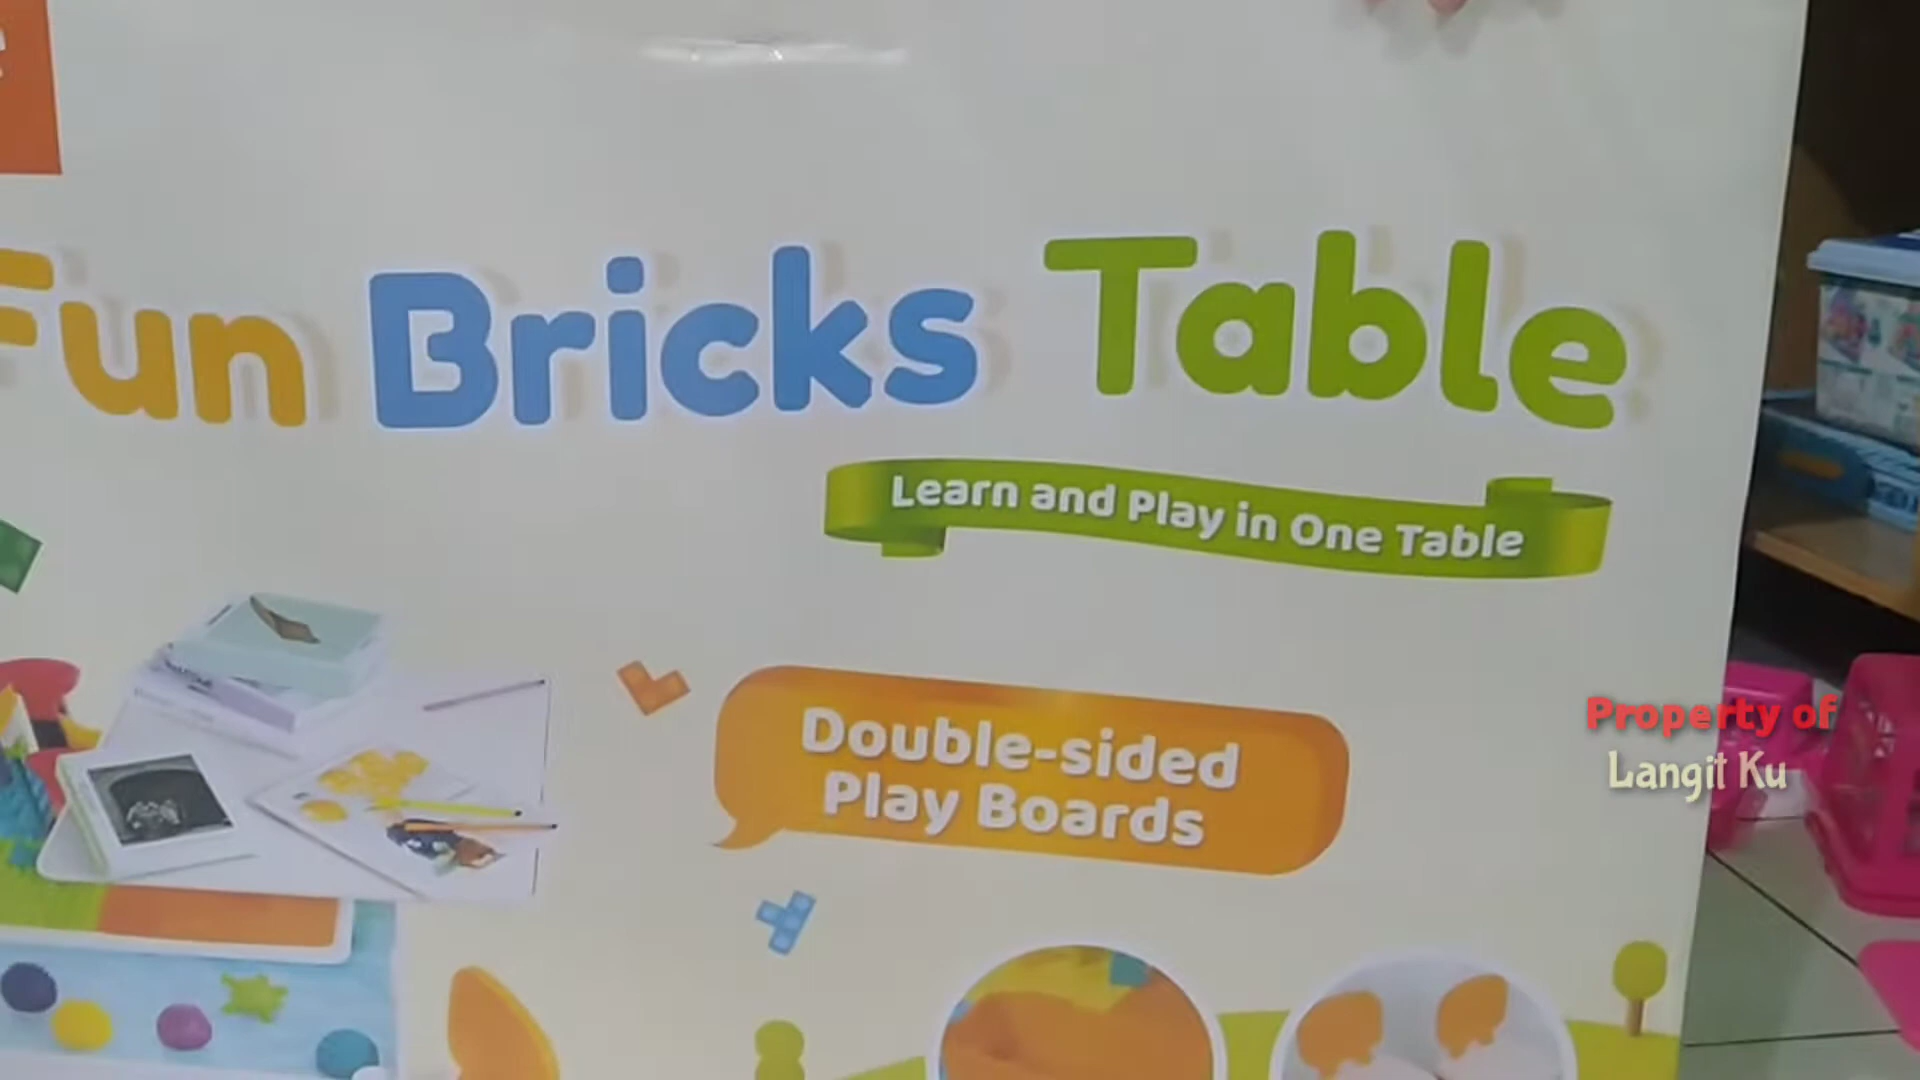 Fun Bricks Table
Learn and Play in One Table
Double-sided
Play Boards
Property of
Langit Ku